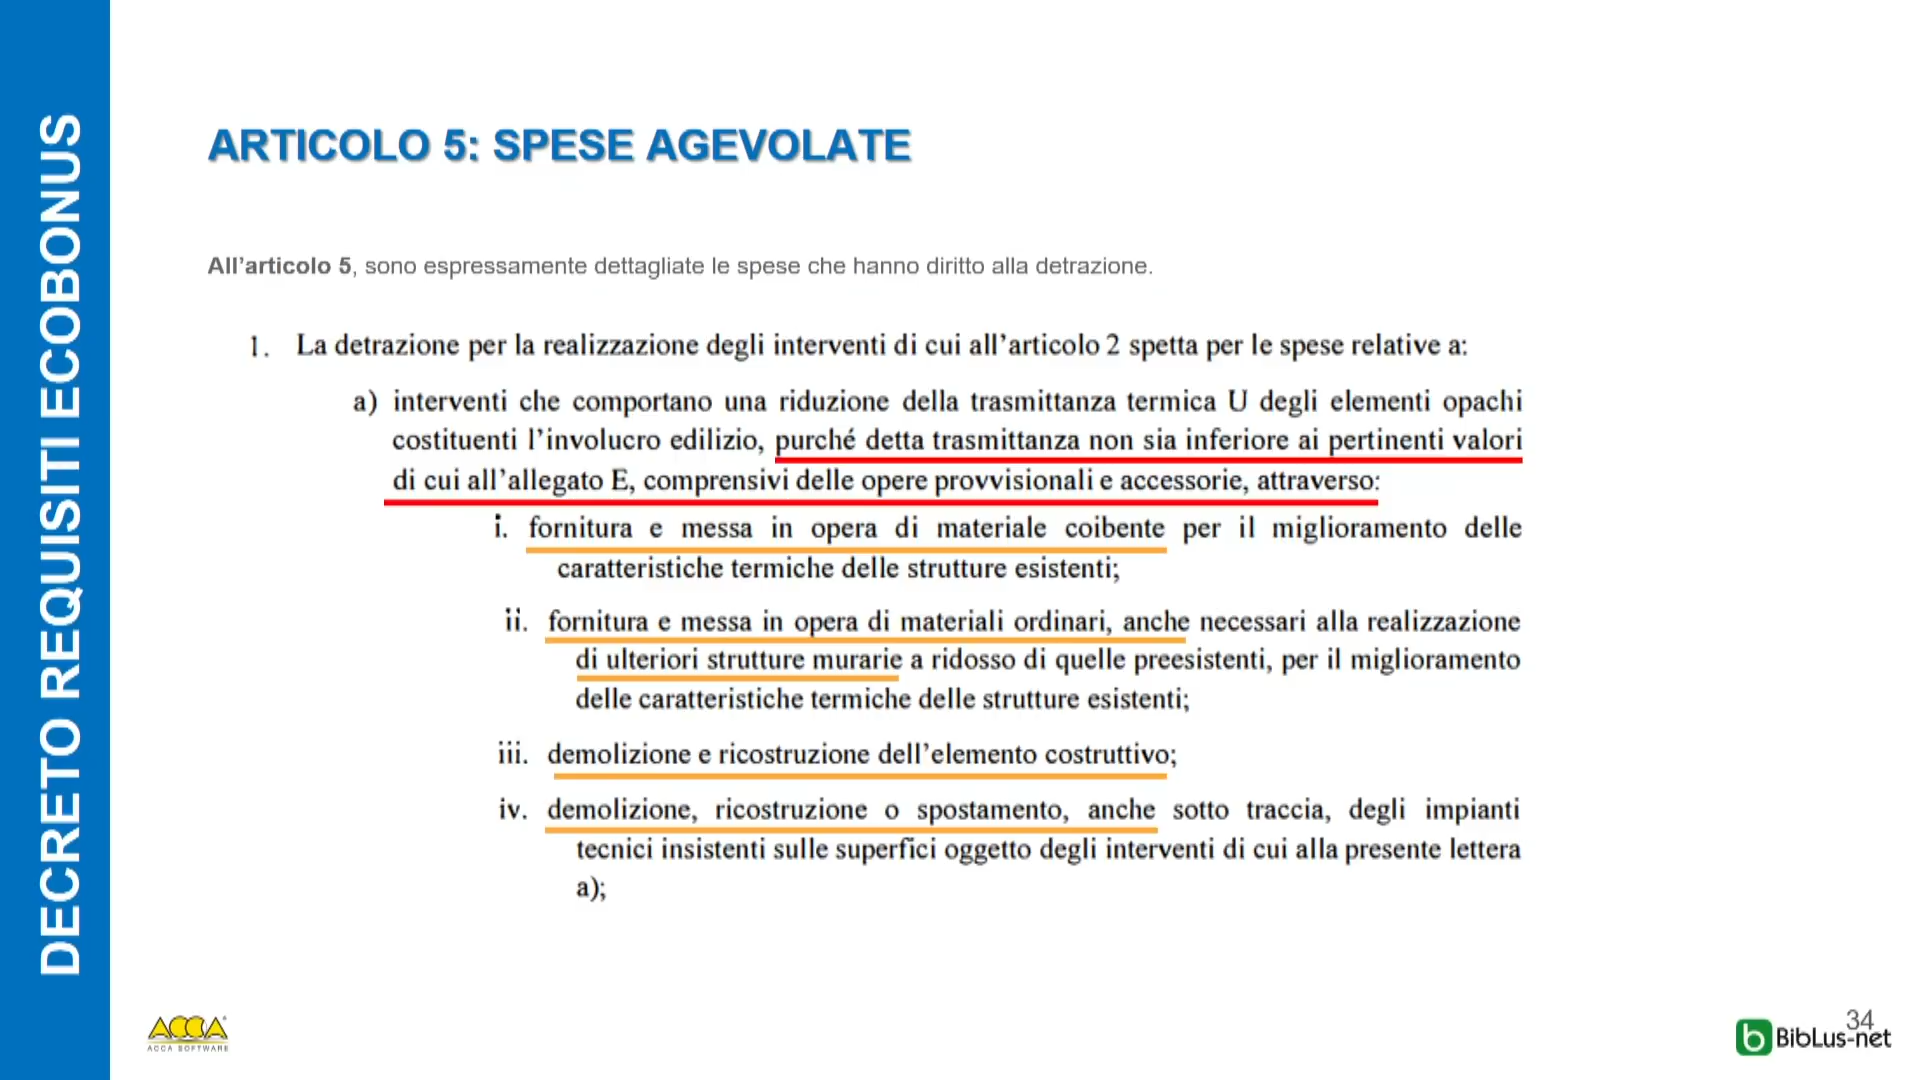 DECRETO REQUISITI ECOBONUS
ARTICOLO 5: SPESE AGEVOLATE
All'articolo 5, sono espressamente dettagliate le spese che hanno diritto alla detrazione.
1. La detrazione per la realizzazione degli interventi di cui all'articolo 2 spetta per le spese relative a:
a) interventi che comportano una riduzione della trasmittanza termica U degli elementi opachi
costituenti l'involucro edilizio, purché detta trasmittanza non sia inferiore ai pertinenti valori
di cui all'allegato E, comprensivi delle opere provvisionali e accessorie, attraverso:
i. fornitura e messa in opera di materiale coibente per il miglioramento delle
caratteristiche termiche delle strutture esistenti;
ii. fornitura e messa in opera di materiali ordinari, anche necessari alla realizzazione
di ulteriori strutture murarie a ridosso di quelle preesistenti, per il miglioramento
delle caratteristiche termiche delle strutture esistenti;
iii. demolizione e ricostruzione dell'elemento costruttivo;
iv. demolizione, ricostruzione o spostamento, anche sotto traccia, degli impianti
tecnici insistenti sulle superfici oggetto degli interventi di cui alla presente lettera
a);
ACCA
ACCA SOFTWARE
34
b BibLus-net